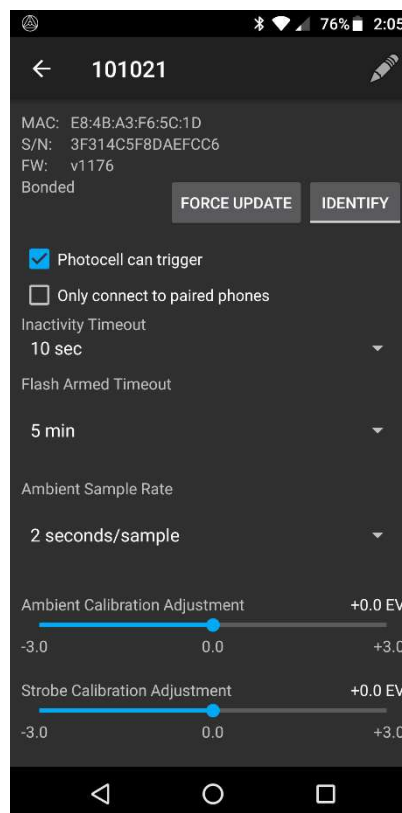 76% 2:05
101021
MAC: E8:4B:A3:F6:5C:1D
S/N: 3F314C5F8DAEFCC6
FW: v1176
Bonded
FORCE UPDATE IDENTIFY
Photocell can trigger
Only connect to paired phones
Inactivity Timeout
10 sec
Flash Armed Timeout
5 min
Ambient Sample Rate
2 seconds/sample
Ambient Calibration Adjustment +0.0 EV
-3.0 0.0 +3.0
Strobe Calibration Adjustment +0.0 EV
-3.0 0.0 +3.0